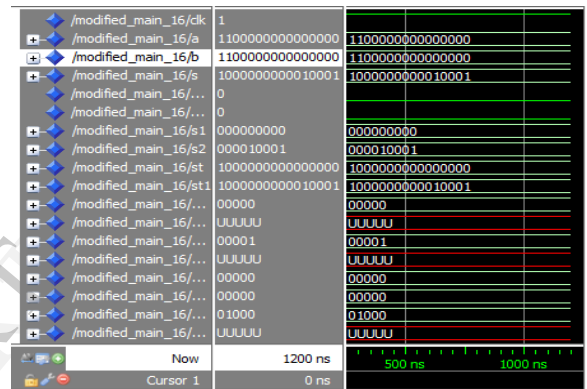 /modified_main_16/clk 1
/modified_main_16/a 1100000000000000 1100000000000000
/modified_main_16/b 1100000000000000 1100000000000000
/modified_main_16/s 1000000000010001 1000000000010001
/modified_main_16/... 0
/modified_main_16/... 0
/modified_main_16/s1 000000000 000000000
/modified_main_16/s2 000010001 000010001
/modified_main_16/st 1000000000000000 1000000000000000
/modified_main_16/st1 1000000000010001 1000000000010001
/modified_main_16/... 00000 00000
/modified_main_16/... UUUUU UUUUU
/modified_main_16/... 00001 00001
/modified_main_16/... UUUUU UUUUU
/modified_main_16/... 00000 00000
/modified_main_16/... 00000 00000
/modified_main_16/... 01000 01000
/modified_main_16/... UUUUU UUUUU
Now 1200 ns 500 ns 1000 ns
Cursor 1 0 ns